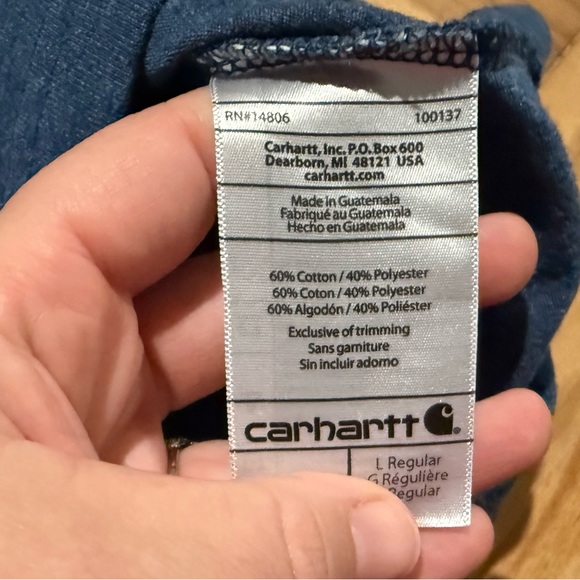 RN#14806 100137
Carhartt, Inc. P.O. Box 600
Dearborn, MI 48121 USA
carhartt.com
Made in Guatemala
Fabriqué au Guatemala
Hecho en Guatemala
60% Cotton / 40% Polyester
60% Coton / 40% Polyester
60% Algodón / 40% Poliéster
Exclusive of trimming
Sans garniture
Sin incluir adorno
carhartt
L Regular
G Régulière
Regular